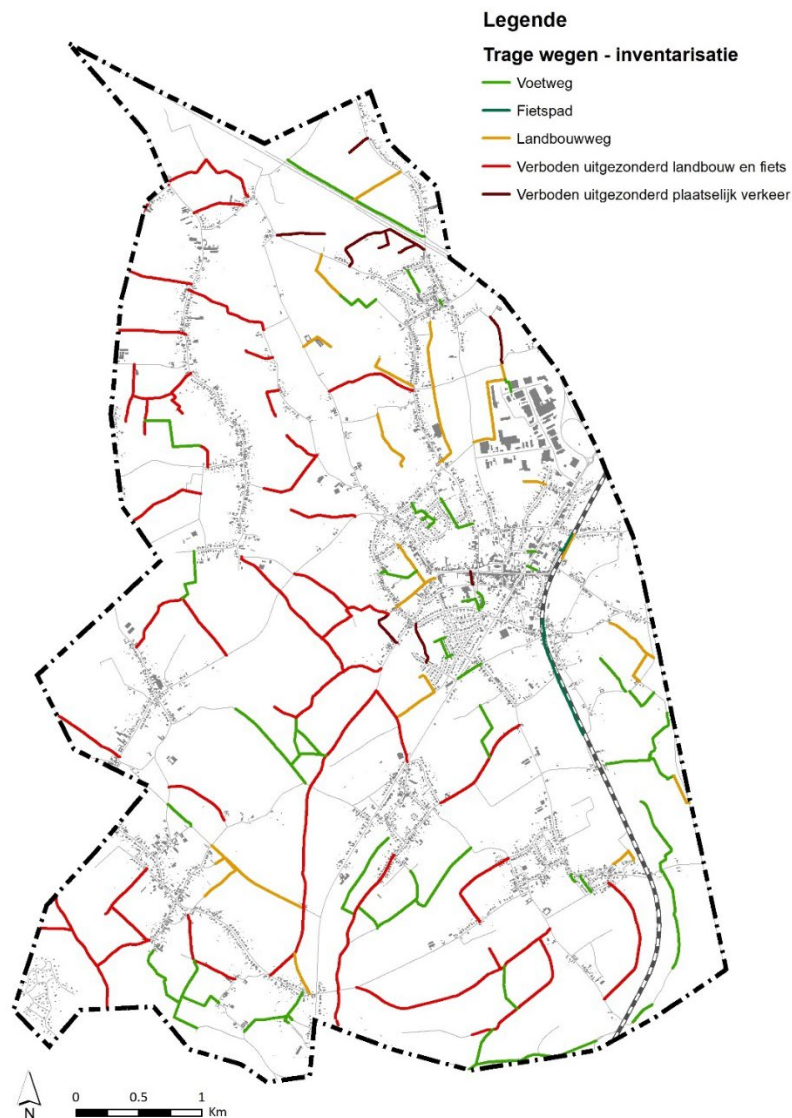 Legende
Trage wegen - inventarisatie
Voetweg
Fietspad
Landbouwweg
Verboden uitgezonderd landbouw en fiets
Verboden uitgezonderd plaatselijk verkeer
N
0 0.5 1
Km